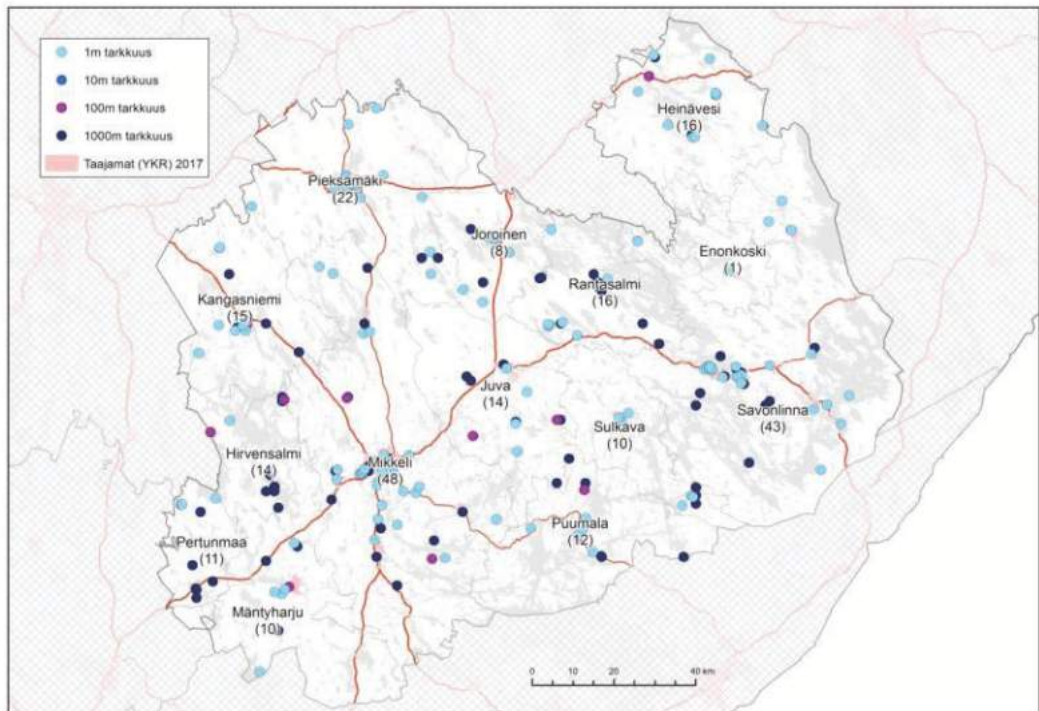 1m tarkkuus
10m tarkkuus
100m tarkkuus
1000m tarkkuus
Taajamat (YKR) 2017
Heinävesi
(16)
Pieksämäki
(22)
Joroinen
(8)
Enonkoski
(1)
Rantasalmi
(16)
Kangasniemi
(15)
Juva
(14)
Savonlinna
(43)
Sulkava
(10)
Hirvensalmi
(14)
Mikkeli
(48)
Puumala
(12)
Pertunmaa
(11)
Mäntyharju
(10)
0 10 20 40 km